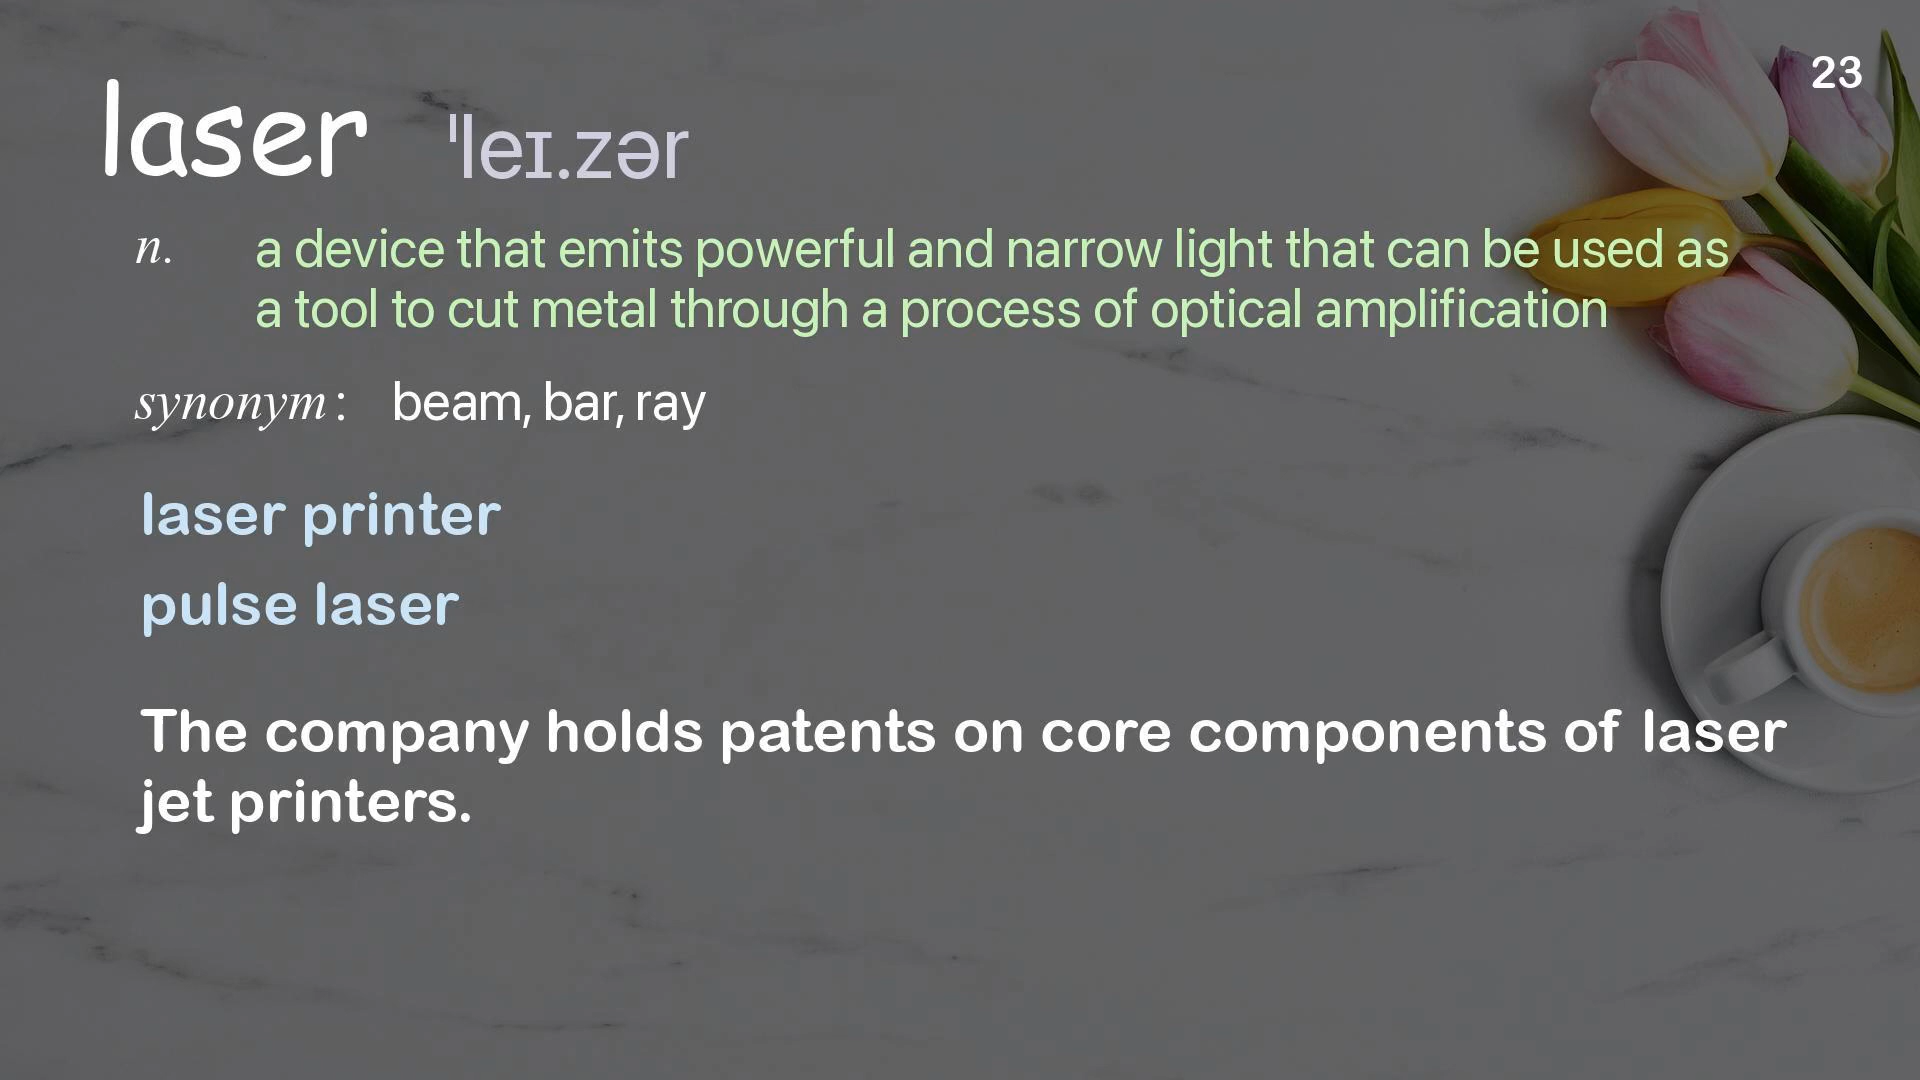 23
laser ˈleɪ.zər
n. a device that emits powerful and narrow light that can be used as
a tool to cut metal through a process of optical amplification
synonym: beam, bar, ray
laser printer
pulse laser
The company holds patents on core components of laser
jet printers.